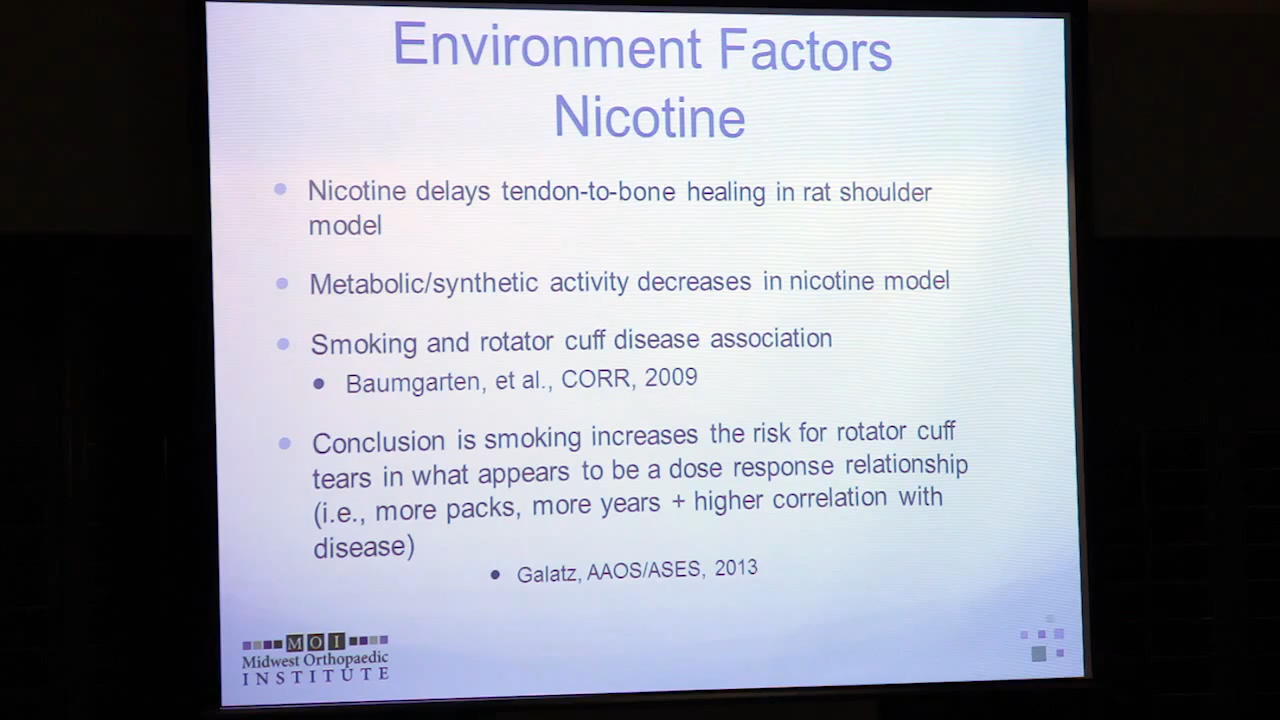 Environment Factors
Nicotine
Nicotine delays tendon-to-bone healing in rat shoulder
model
Metabolic/synthetic activity decreases in nicotine model
Smoking and rotator cuff disease association
Baumgarten, et al., CORR, 2009
Conclusion is smoking increases the risk for rotator cuff
tears in what appears to be a dose response relationship
(i.e., more packs, more years + higher correlation with
disease)
Galatz, AAOS/ASES, 2013
MOI
Midwest Orthopaedic
INSTITUTE